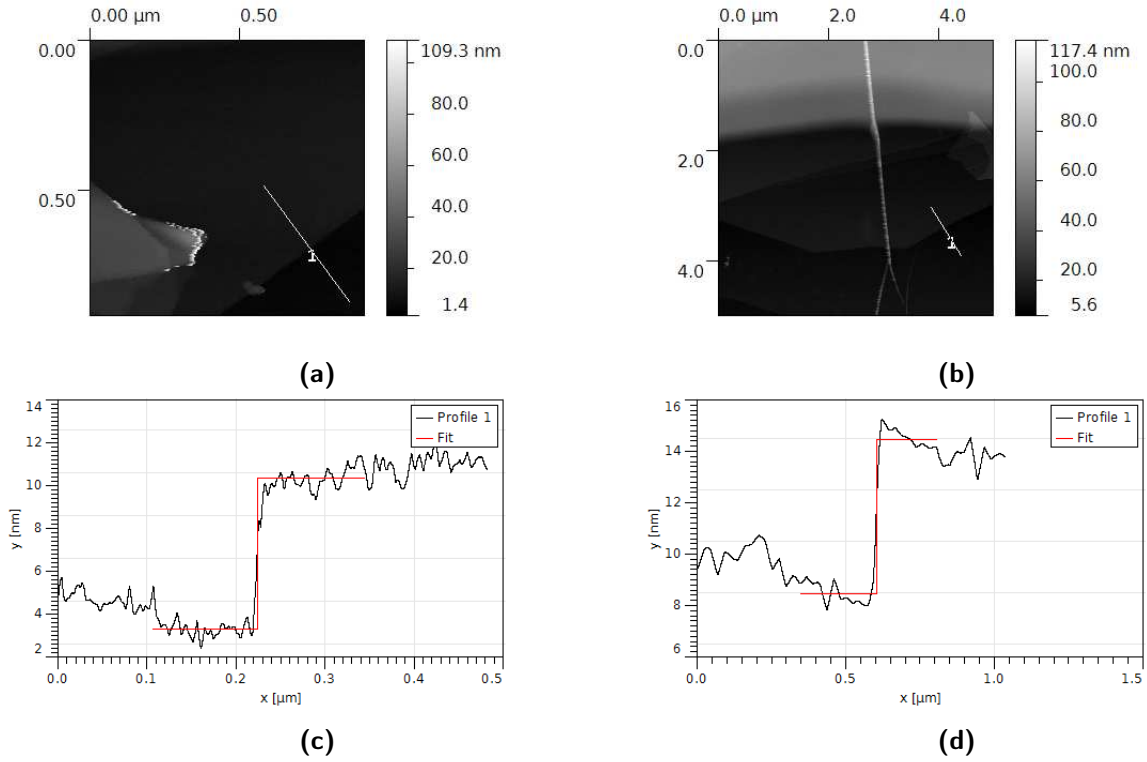 0.00 µm 0.50
0.00
0.50
109.3 nm
80.0
60.0
40.0
20.0
1.4
1
(a)
0.0 µm 2.0 4.0
0.0
2.0
4.0
117.4 nm
100.0
80.0
60.0
40.0
20.0
5.6
1
(b)
14
12
10
8
6
4
2
y [nm]
0.0 0.1 0.2 0.3 0.4 0.5
x [µm]
Profile 1
Fit
(c)
16
14
12
10
8
6
y [nm]
0.0 0.5 1.0 1.5
x [µm]
Profile 1
Fit
(d)